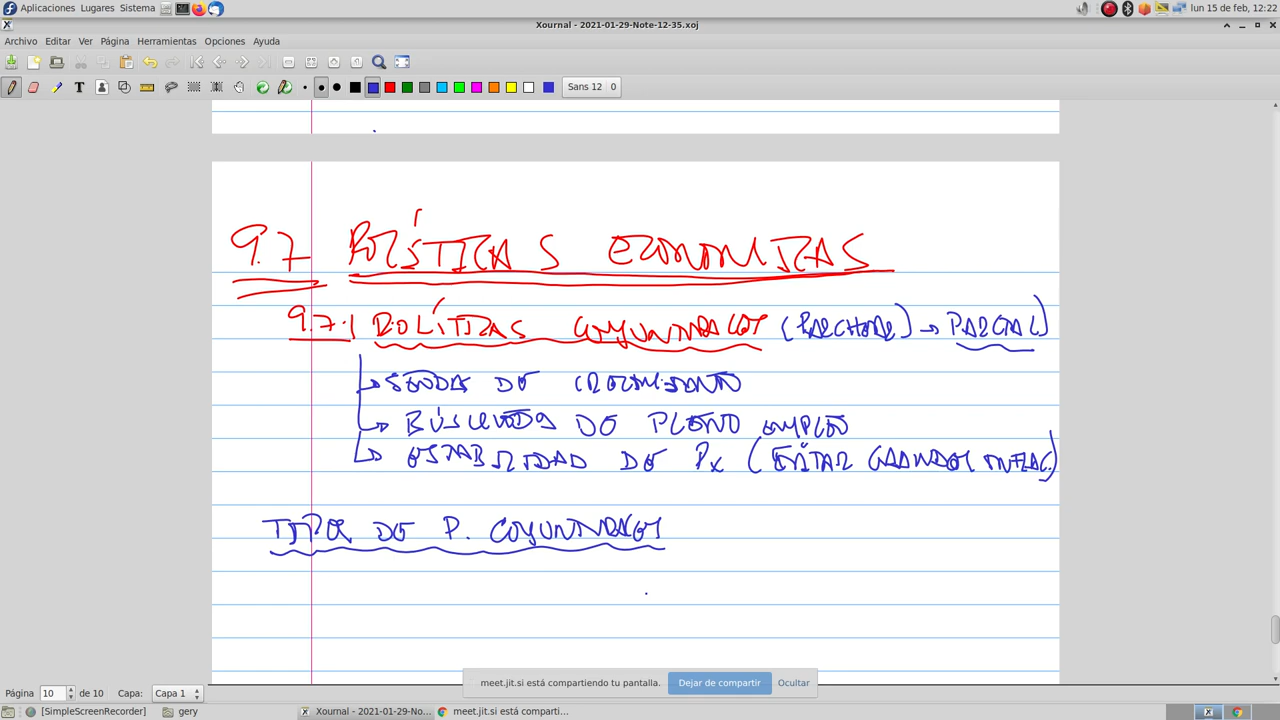 Aplicaciones Lugares Sistema gery lun 15 de feb, 12:22
Xournal - 2021-01-29-Note-12-35.xoj
Archivo Editar Ver Página Herramientas Opciones Ayuda
Sans 12 0
9.7 POLÍTICAS ECONOMICAS
9.7.1 POLÍTICAS COYUNTURALES (PARCHEAR) → PARCIAL)
SENDAS DE CRECIMIENTO
BÚSQUEDA DE PLENO EMPLEO
ESTABILIDAD DE Px (EVITAR GRANDES INFLAC.)
TIPOS DE P. COYUNTURALES
meet.jit.si está compartiendo tu pantalla. Dejar de compartir Ocultar
Página 10 de 10 Capa: Capa 1
[SimpleScreenRecorder] gery Xournal - 2021-01-29-No... meet.jit.si está comparti...